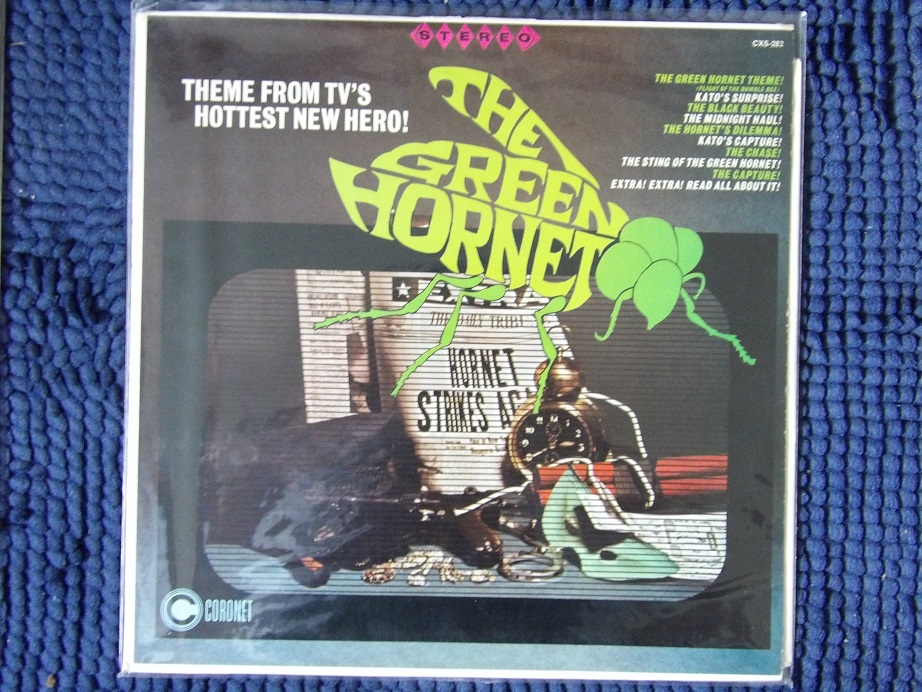 STEREO
CXS-282
THEME FROM TV'S
HOTTEST NEW HERO!
THE
GREEN
HORNET
THE GREEN HORNET THEME!
(FLIGHT OF THE BUMBLE BEE)
KATO'S SURPRISE!
THE BLACK BEAUTY!
THE MIDNIGHT HAUL!
THE HORNET'S DILEMMA!
KATO'S CAPTURE!
THE CHASE!
THE STING OF THE GREEN HORNET!
THE CAPTURE!
EXTRA! EXTRA! READ ALL ABOUT IT!
HORNET
STRIKES
CORONET